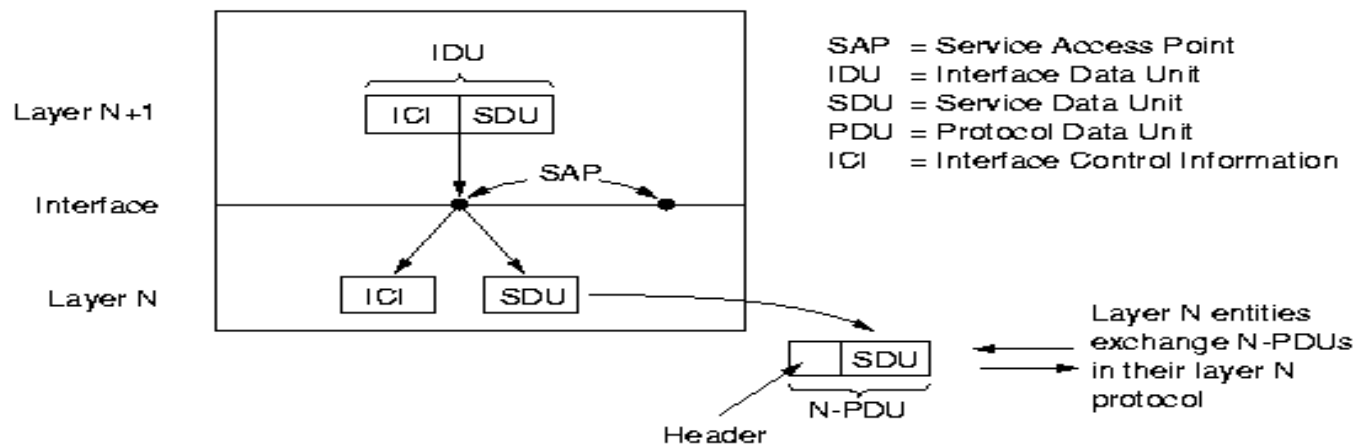 IDU
ICI SDU
Layer N+1
SAP
Interface
ICI SDU
Layer N
SDU
N-PDU
Header
SAP = Service Access Point
IDU = Interface Data Unit
SDU = Service Data Unit
PDU = Protocol Data Unit
ICI = Interface Control Information
Layer N entities
exchange N-PDUs
in their layer N
protocol